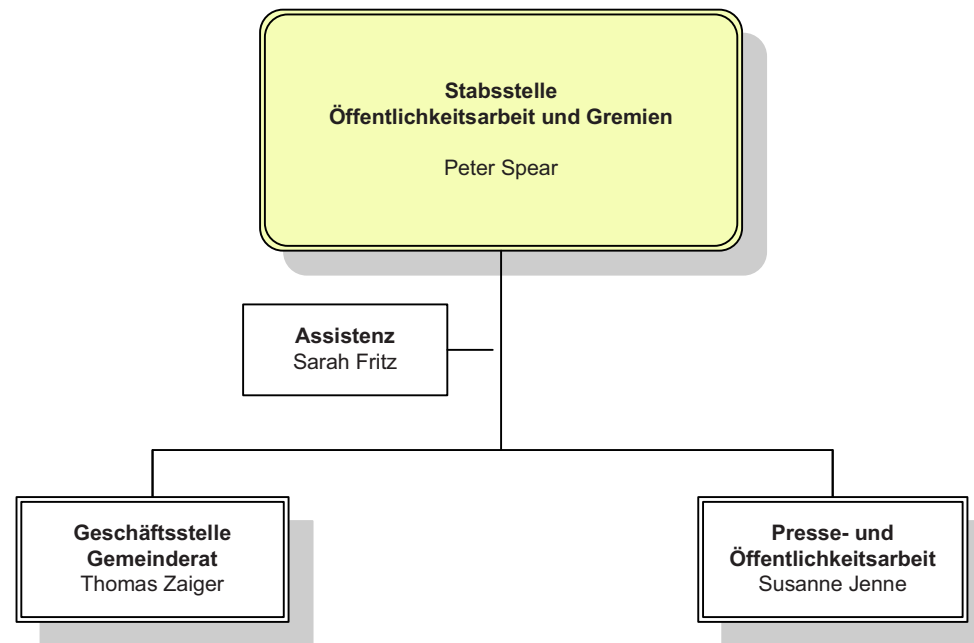 Stabsstelle
Öffentlichkeitsarbeit und Gremien
Peter Spear
Assistenz
Sarah Fritz
Geschäftsstelle
Gemeinderat
Thomas Zaiger
Presse- und
Öffentlichkeitsarbeit
Susanne Jenne